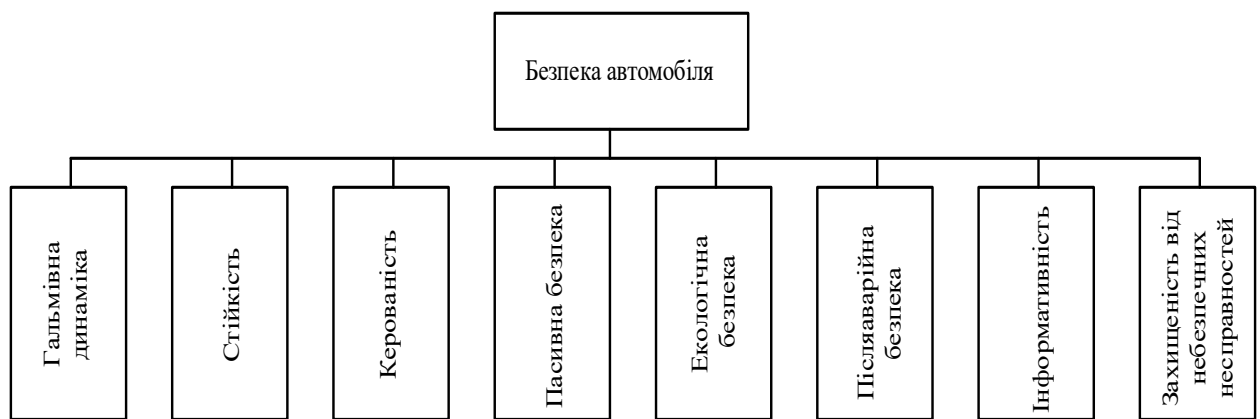 Безпека автомобіля
Гальмівна
динаміка
Стійкість
Керованість
Пасивна безпека
Екологічна
безпека
Післяаварійна
безпека
Інформативність
Захищеність від
небезпечних
несправностей